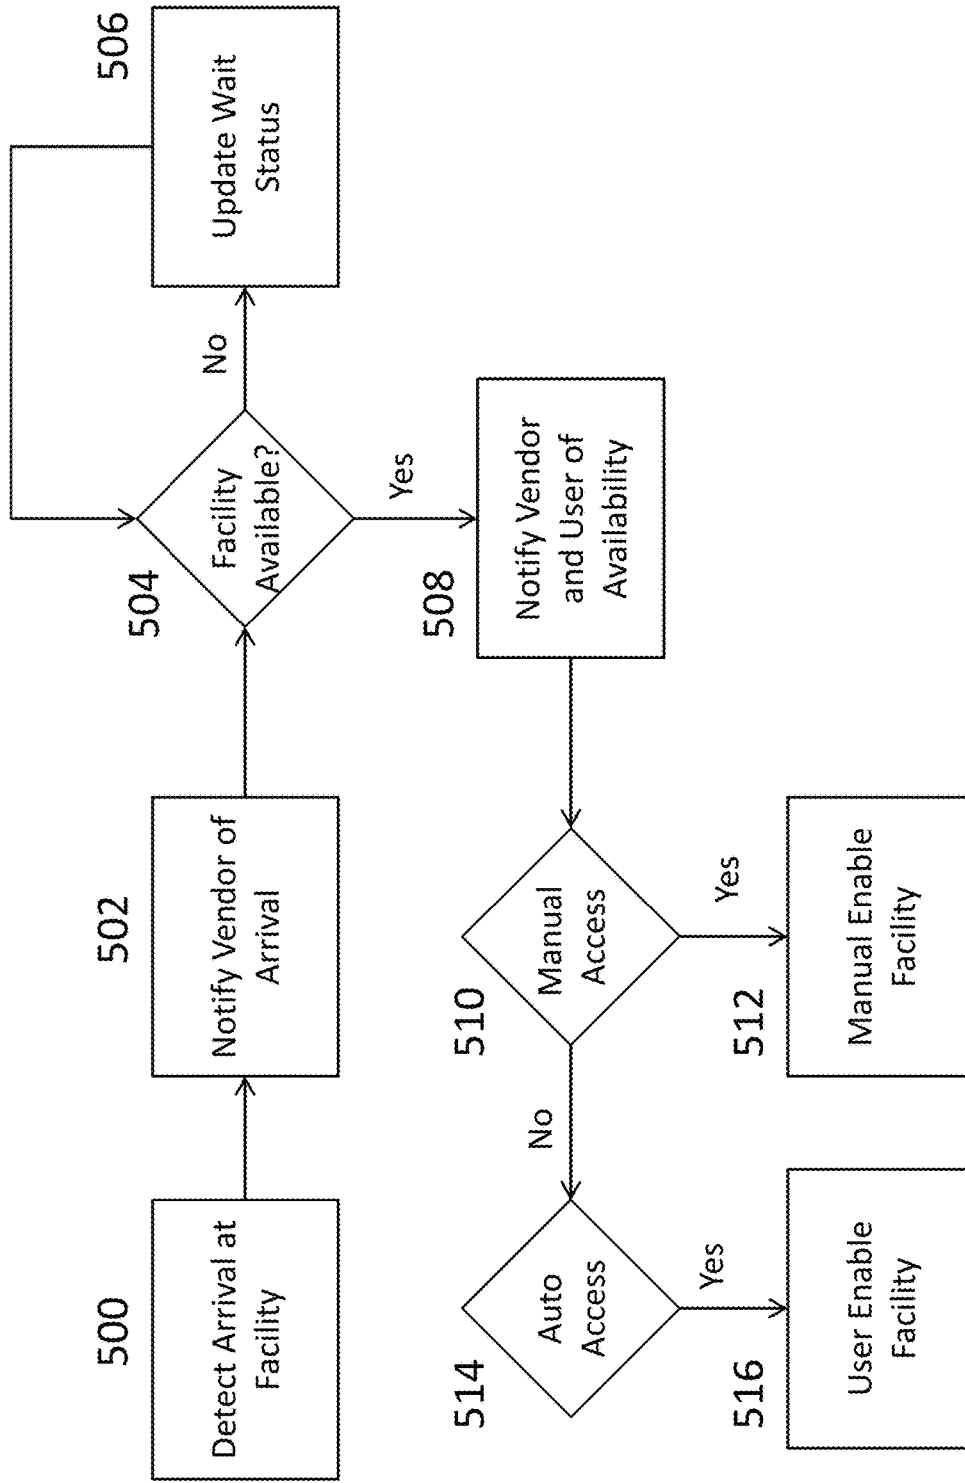 500
Detect Arrival at
Facility
502
Notify Vendor of
Arrival
504
Facility
Available?
No
506
Update Wait
Status
Yes
508
Notify Vendor
and User of
Availability
510
Manual
Access
Yes
512
Manual Enable
Facility
No
514
Auto
Access
Yes
516
User Enable
Facility